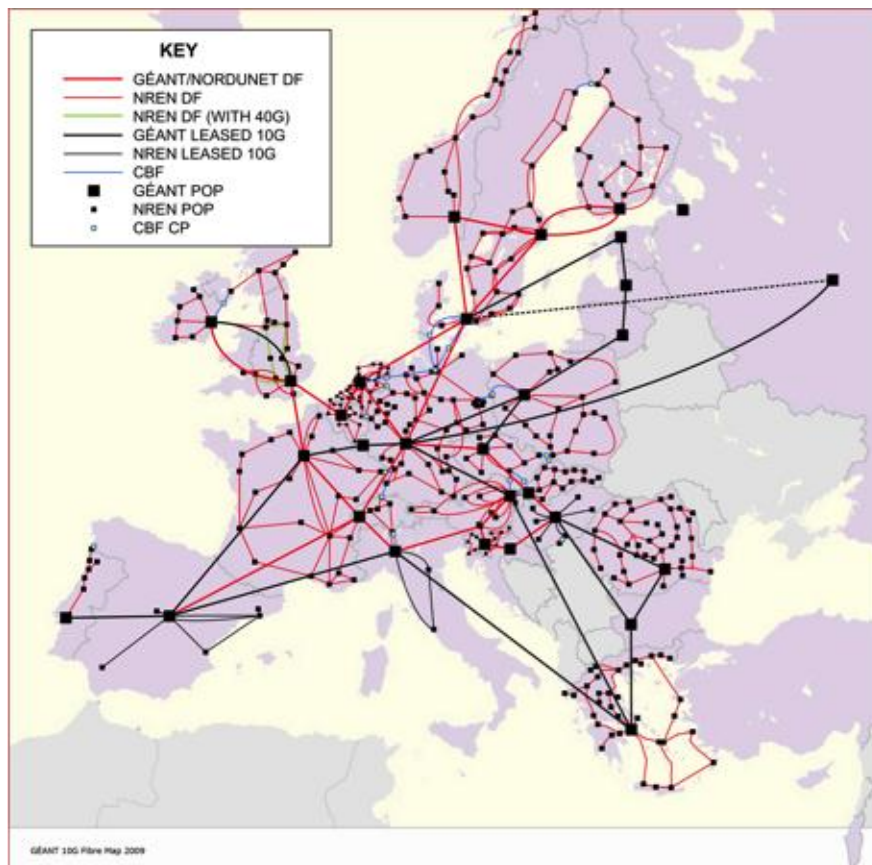 KEY
GÉANT/NORDUNET DF
NREN DF
NREN DF (WITH 40G)
GÉANT LEASED 10G
NREN LEASED 10G
CBF
GÉANT POP
NREN POP
CBF CP
GÉANT 10G Fibre Map 2009